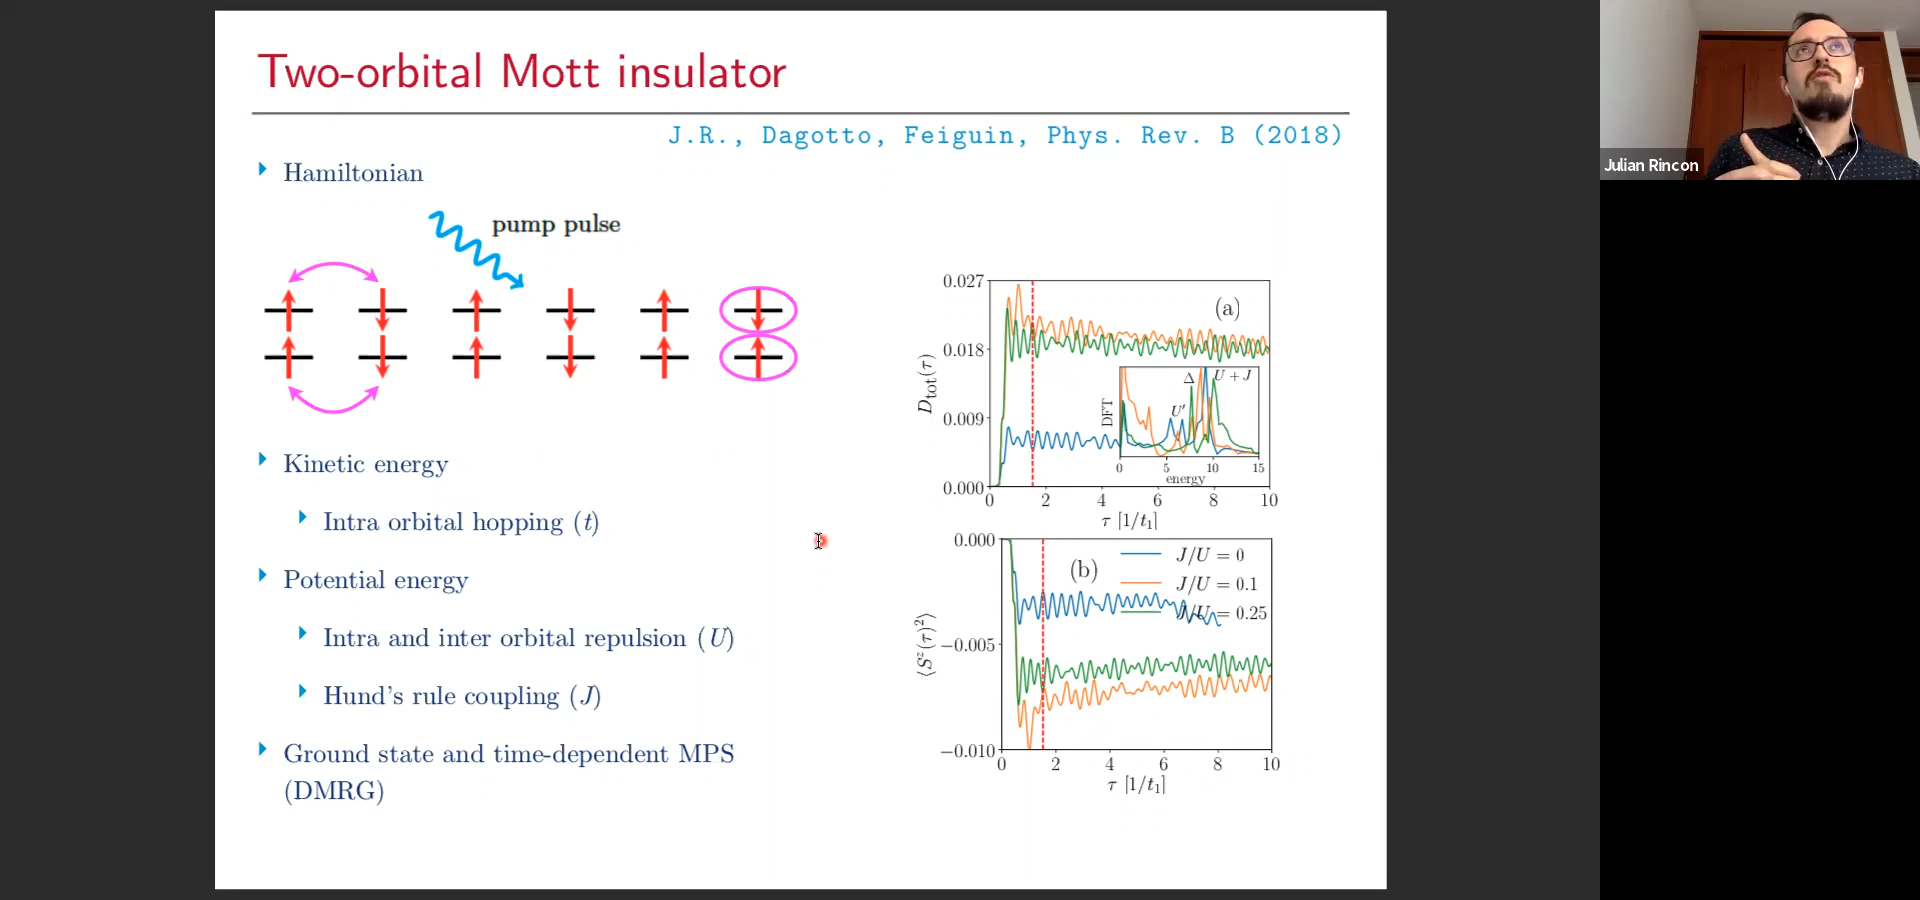 Two-orbital Mott insulator
J.R., Dagotto, Feiguin, Phys. Rev. B (2018)
Hamiltonian
pump pulse
Kinetic energy
Intra orbital hopping (t)
Potential energy
Intra and inter orbital repulsion (U)
Hund's rule coupling (J)
Ground state and time-dependent MPS
(DMRG)
0.027
0.018
0.009
0.000
D_tot(τ)
(a)
0 2 4 6 8 10
τ [1/t₁]
DFT
U′
Δ
U + J
0 5 10 15
energy
0.000
−0.005
−0.010
⟨S^z(τ)²⟩
(b)
J/U = 0
J/U = 0.1
J/U = 0.25
0 2 4 6 8 10
τ [1/t₁]
Julian Rincon